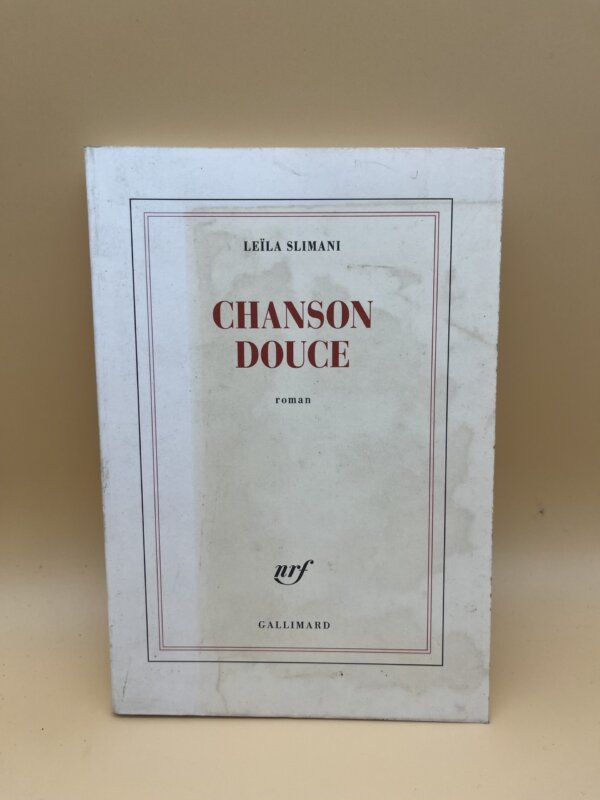 LEÏLA SLIMANI
CHANSON
DOUCE
roman
nrf
GALLIMARD